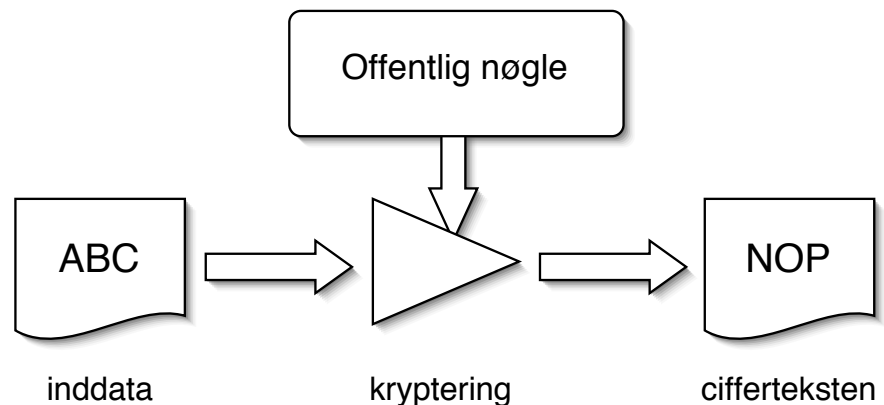 Offentlig nøgle
ABC
NOP
inddata
kryptering
cifferteksten